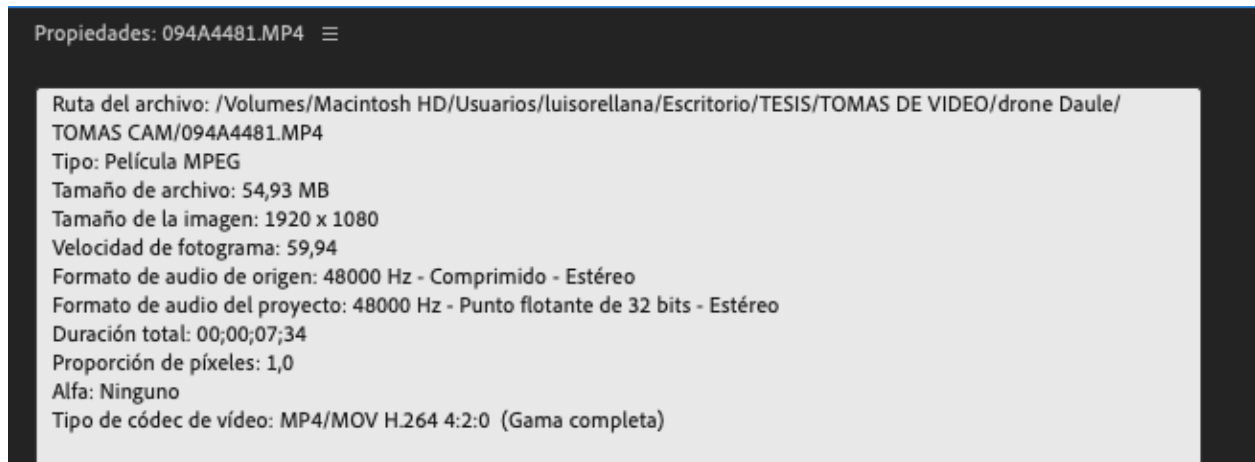 Propiedades: 094A4481.MP4
Ruta del archivo: /Volumes/Macintosh HD/Usuarios/luisorellana/Escritorio/TESIS/TOMAS DE VIDEO/drone Daule/
TOMAS CAM/094A4481.MP4
Tipo: Película MPEG
Tamaño de archivo: 54,93 MB
Tamaño de la imagen: 1920 x 1080
Velocidad de fotograma: 59,94
Formato de audio de origen: 48000 Hz - Comprimido - Estéreo
Formato de audio del proyecto: 48000 Hz - Punto flotante de 32 bits - Estéreo
Duración total: 00;00;07;34
Proporción de píxeles: 1,0
Alfa: Ninguno
Tipo de códec de vídeo: MP4/MOV H.264 4:2:0  (Gama completa)